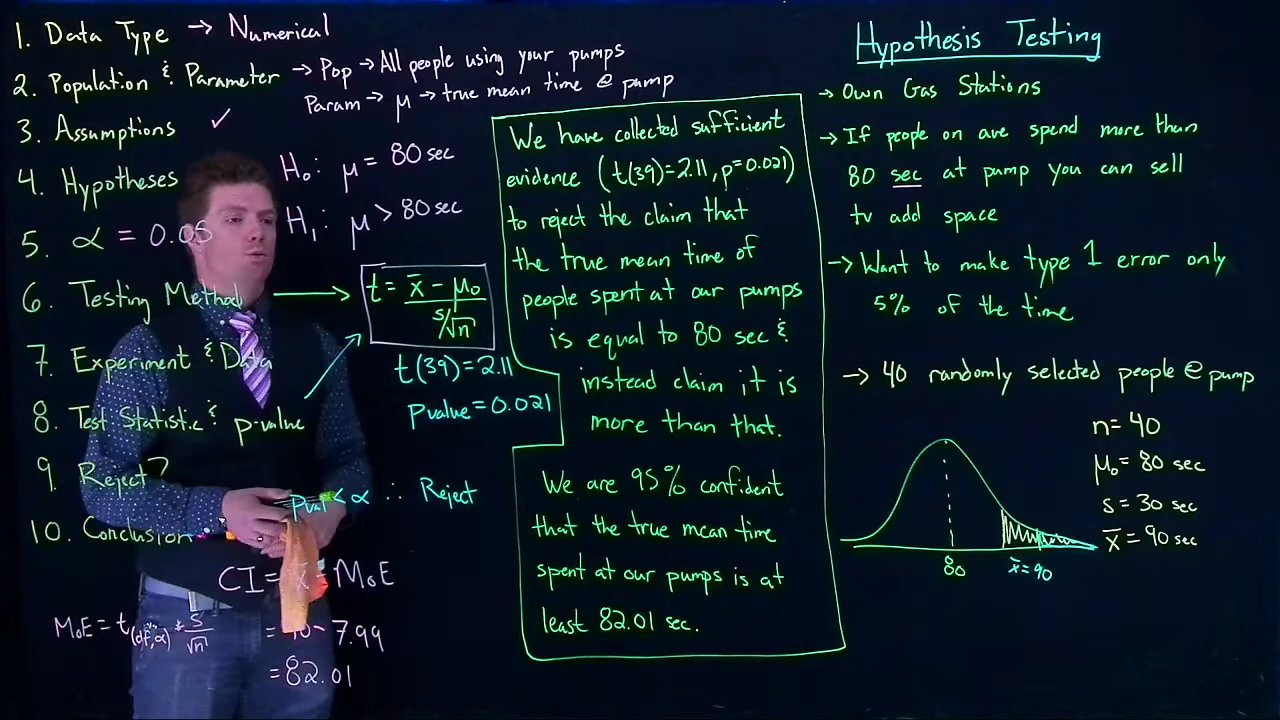 1. Data Type → Numerical
2. Population & Parameter → Pop → All people using your pumps
Param → μ → true mean time @ pump
3. Assumptions ✓
4. Hypotheses
H₀: μ = 80 sec
H₁: μ > 80 sec
5. α = 0.05
6. Testing Method → t = x̄ - μ₀ / s/√n
7. Experiment & Data
t(39)=2.11
pvalue=0.021
8. Test Statistic & p-value
9. Reject?
pval < α ∴ Reject
10. Conclusion
CI = x̄ - MoE
MoE = t(df, α) * s/√n
= 90 - 7.99
= 82.01
We have collected sufficient
evidence (t(39)=2.11, p=0.021)
to reject the claim that
the true mean time of
people spent at our pumps
is equal to 80 sec &
instead claim it is
more than that.
We are 95% confident
that the true mean time
spent at our pumps is at
least 82.01 sec.
Hypothesis Testing
→ Own Gas Stations
→ If people on ave spend more than
80 sec at pump you can sell
tv add space
→ Want to make type 1 error only
5% of the time
→ 40 randomly selected people @ pump
n=40
μ₀ = 80 sec
s = 30 sec
x̄ = 90 sec
80
x̄=90